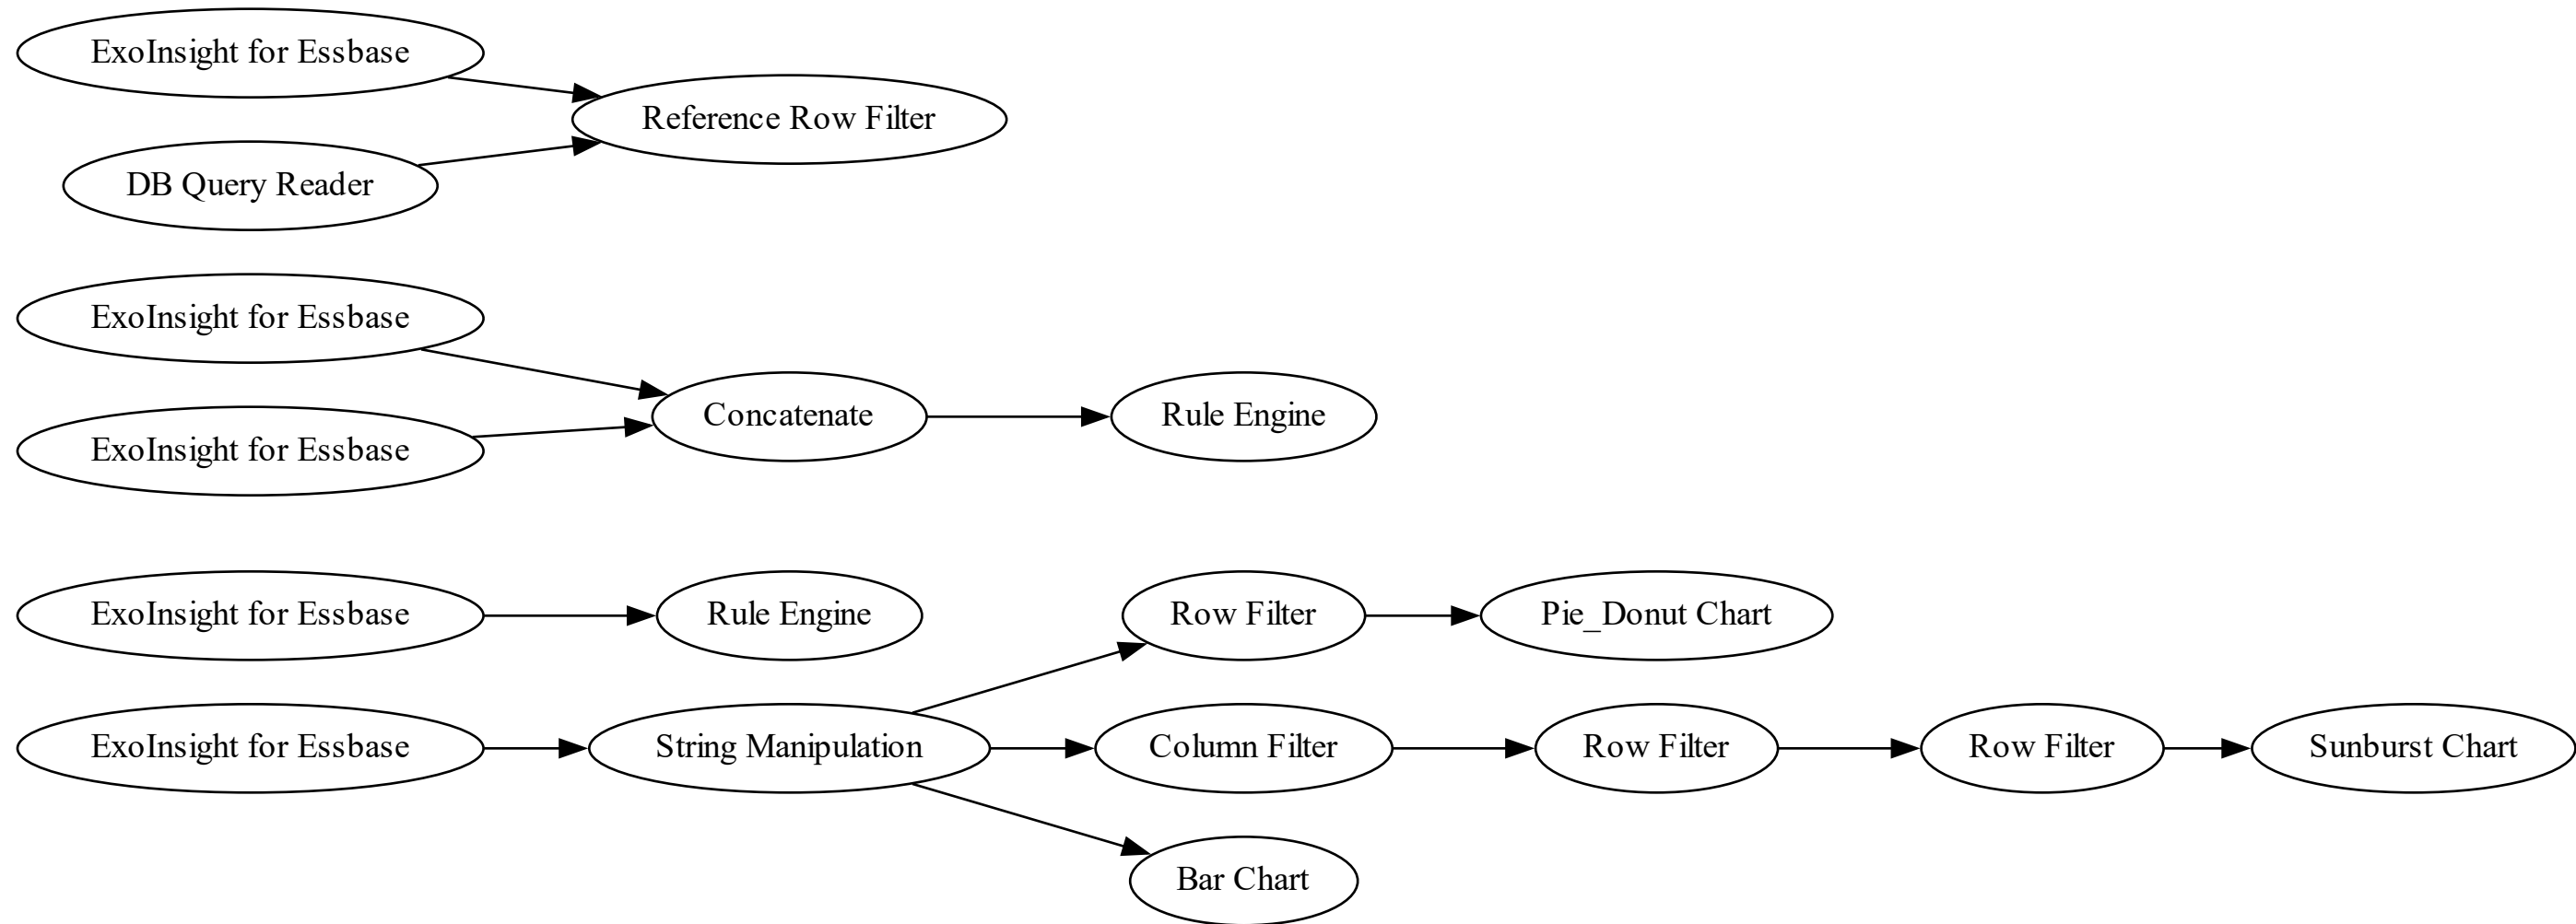 ExoInsight for Essbase
Reference Row Filter
DB Query Reader
ExoInsight for Essbase
Concatenate
Rule Engine
ExoInsight for Essbase
ExoInsight for Essbase
Rule Engine
Row Filter
Pie_Donut Chart
ExoInsight for Essbase
String Manipulation
Column Filter
Row Filter
Row Filter
Sunburst Chart
Bar Chart